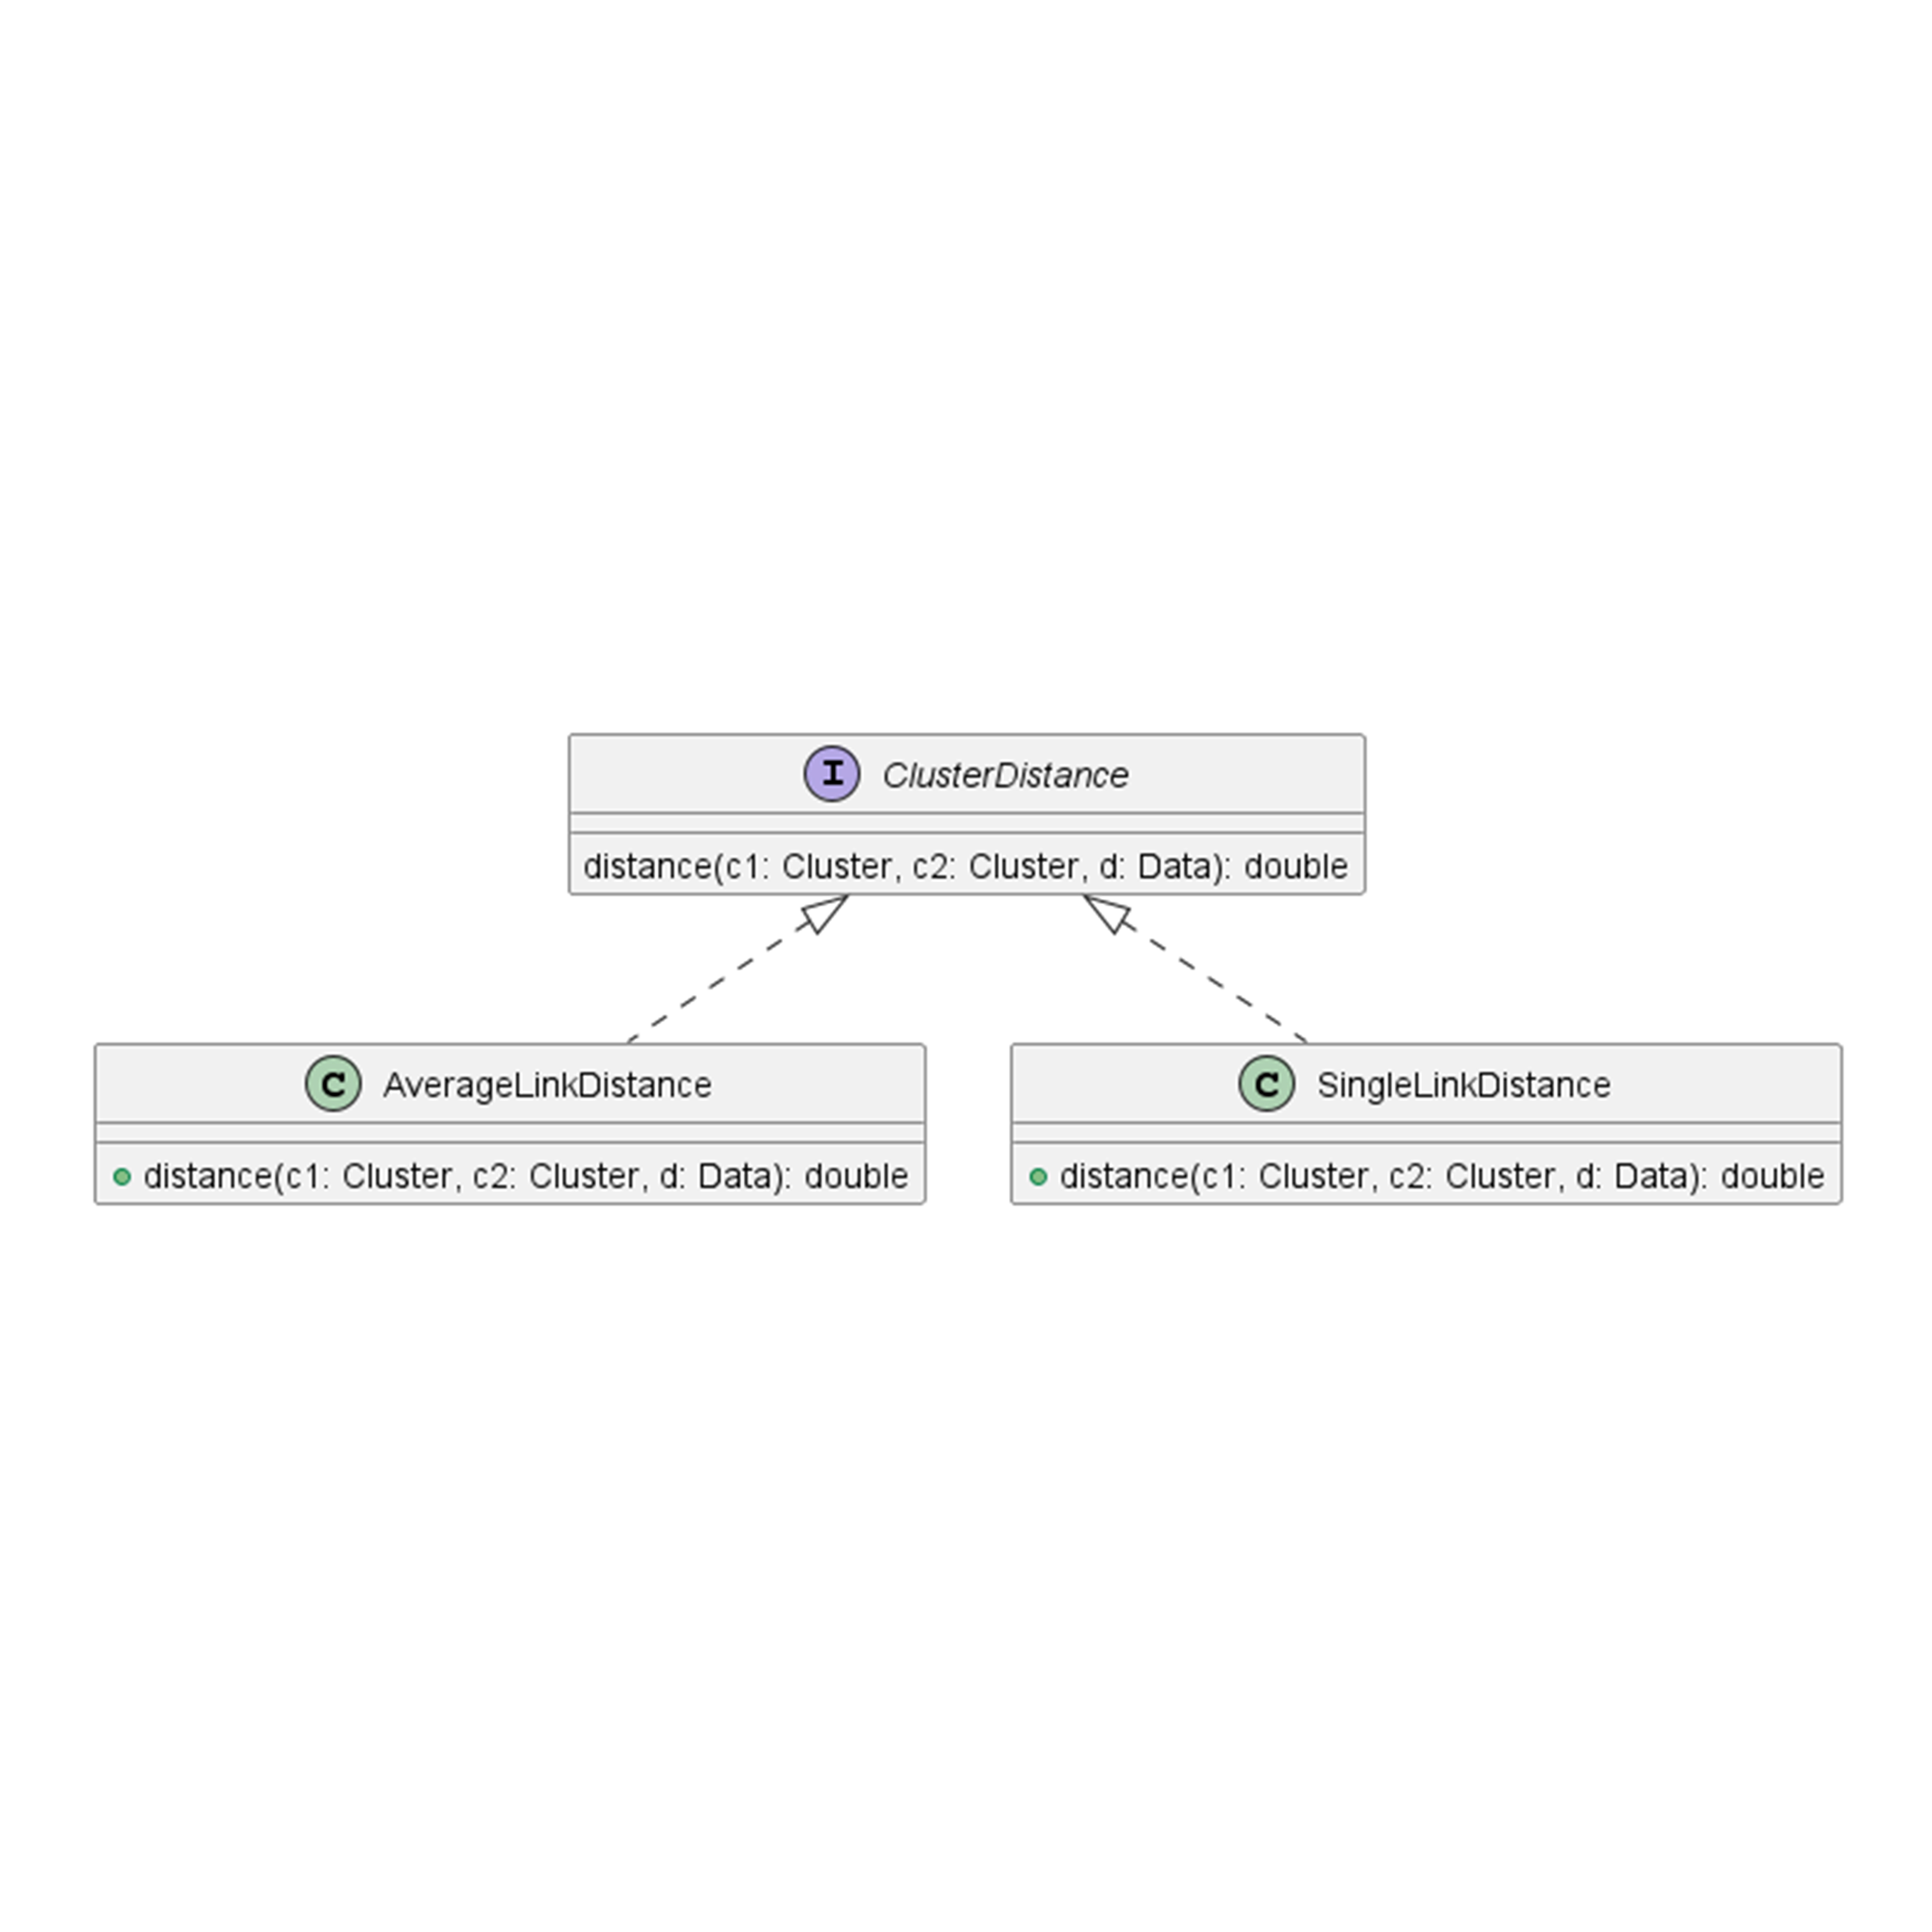 I ClusterDistance
distance(c1: Cluster, c2: Cluster, d: Data): double
C AverageLinkDistance
distance(c1: Cluster, c2: Cluster, d: Data): double
C SingleLinkDistance
distance(c1: Cluster, c2: Cluster, d: Data): double